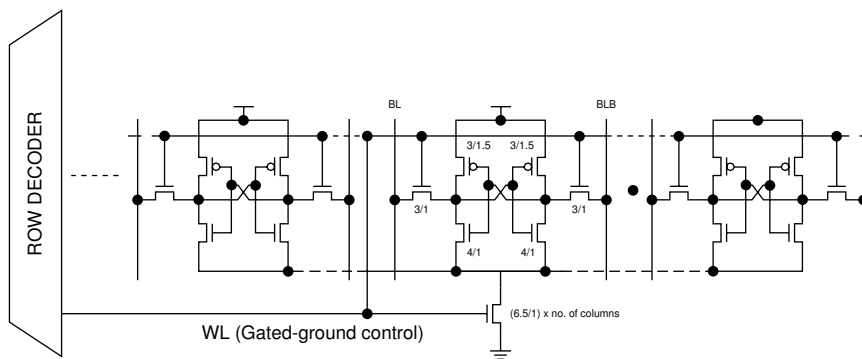 ROW DECODER
BL
BLB
3/1.5
3/1.5
3/1
3/1
4/1
4/1
(6.5/1) x no. of columns
WL (Gated-ground control)